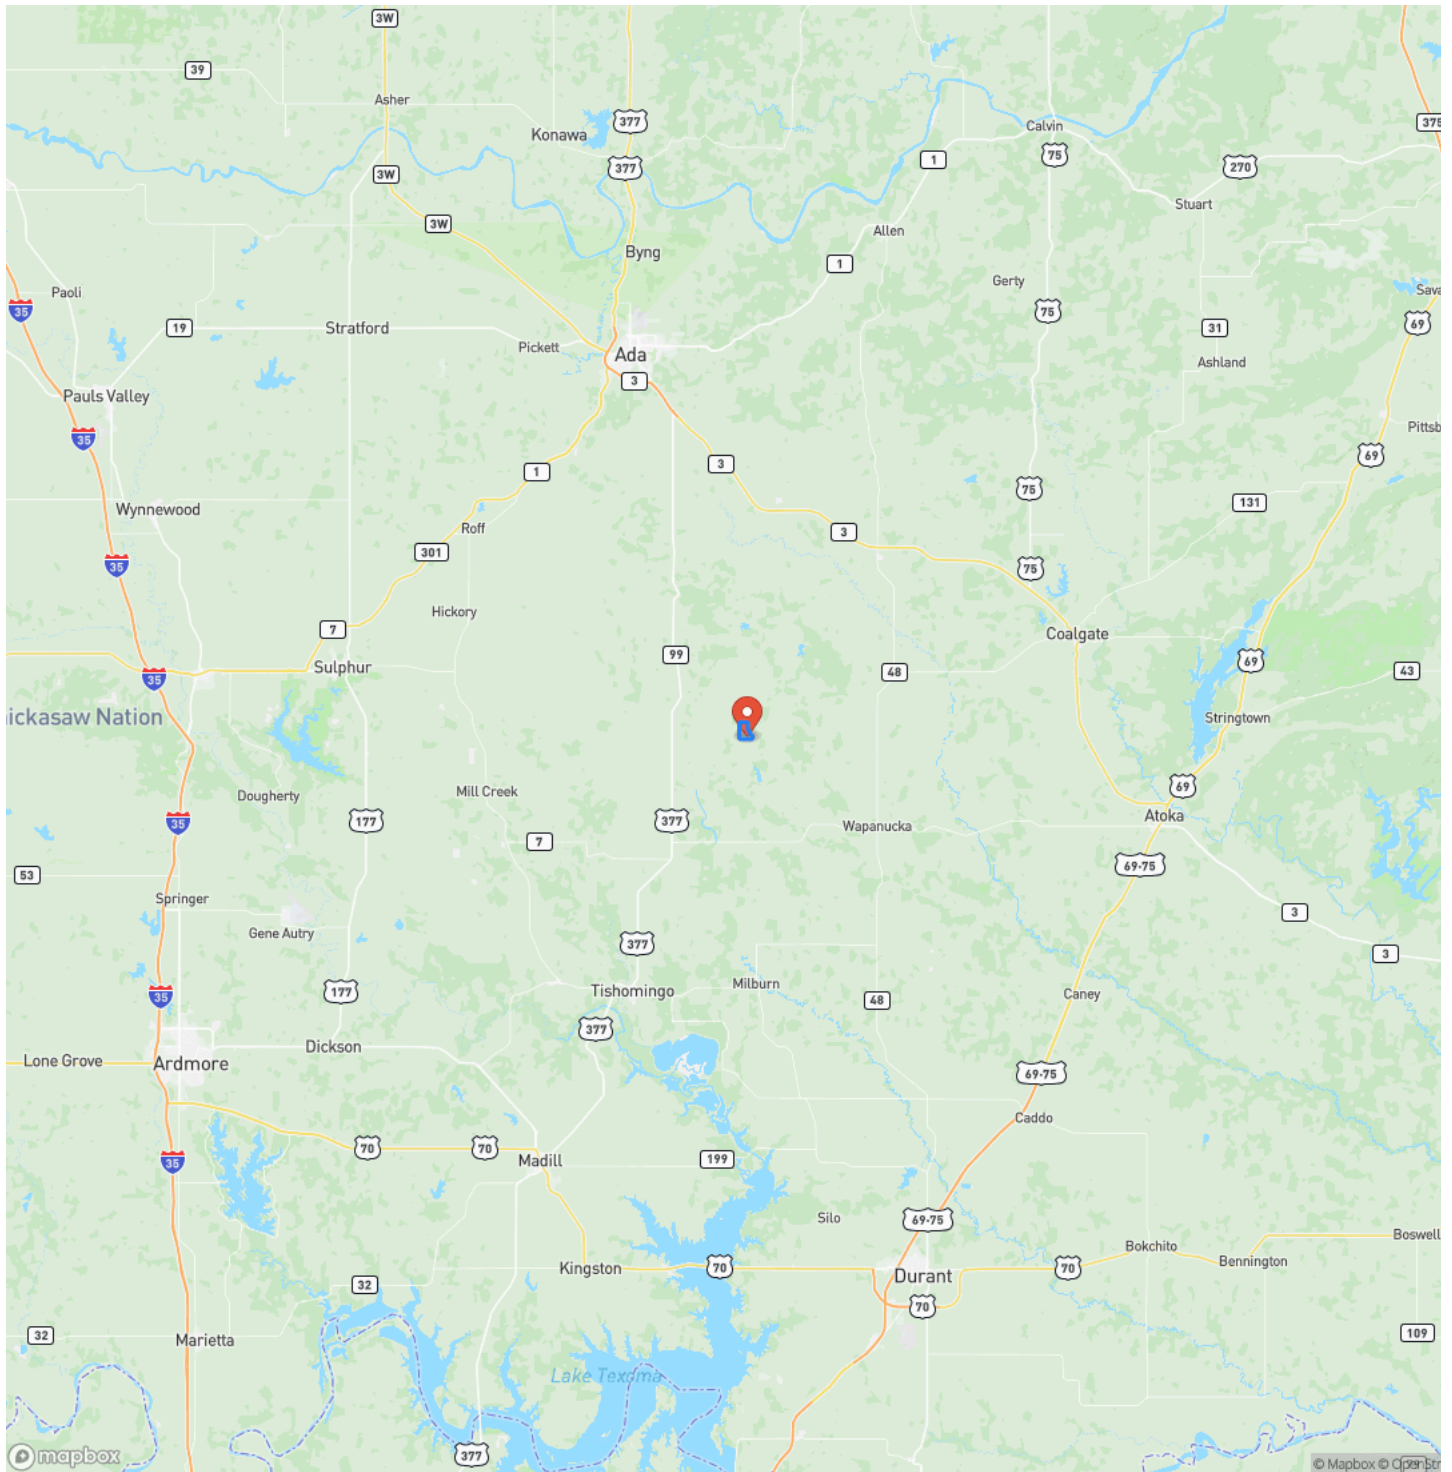 3W
39
Asher
377
Konawa
Calvin
375
377
75
1
3W
270
Stuart
3W
Allen
Byng
1
Gerty
Paoli
Sava
35
75
69
19
Stratford
31
Pickett
Ada
Ashland
3
Pauls Valley
35
Pittsb
69
3
1
75
131
Wynnewood
Roff
3
301
35
75
Hickory
7
Coalgate
99
69
Sulphur
48
43
35
ickasaw Nation
Stringtown
69
Mill Creek
Dougherty
177
35
377
Atoka
Wapanucka
7
69-75
53
Springer
3
Gene Autry
377
3
Milburn
177
Tishomingo
35
Caney
48
377
Dickson
Lone Grove
Ardmore
69-75
Caddo
70
70
199
35
Madill
Silo
69-75
Boswell
Bokchito
Bennington
Kingston
70
70
Durant
32
70
32
109
Marietta
Lake Texoma
377
mapbox
© Mapbox © OpenStr